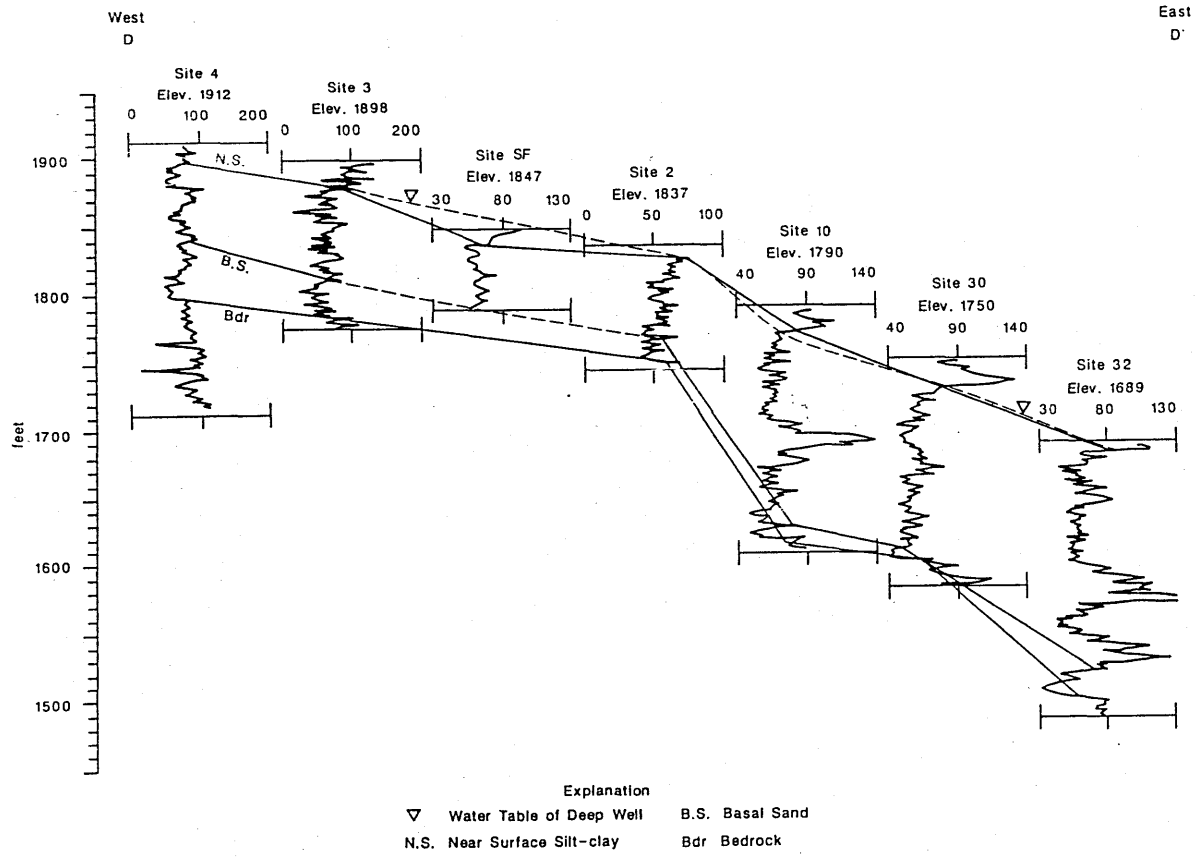 West
D
East
D'
Site 4
Elev. 1912
0 100 200
Site 3
Elev. 1898
0 100 200
Site SF
Elev. 1847
30 80 130
Site 2
Elev. 1837
0 50 100
Site 10
Elev. 1790
40 90 140
Site 30
Elev. 1750
40 90 140
Site 32
Elev. 1689
30 80 130
N.S.
B.S.
Bdr
feet
1900
1800
1700
1600
1500
Explanation
▽ Water Table of Deep Well B.S. Basal Sand
N.S. Near Surface Silt-clay Bdr Bedrock